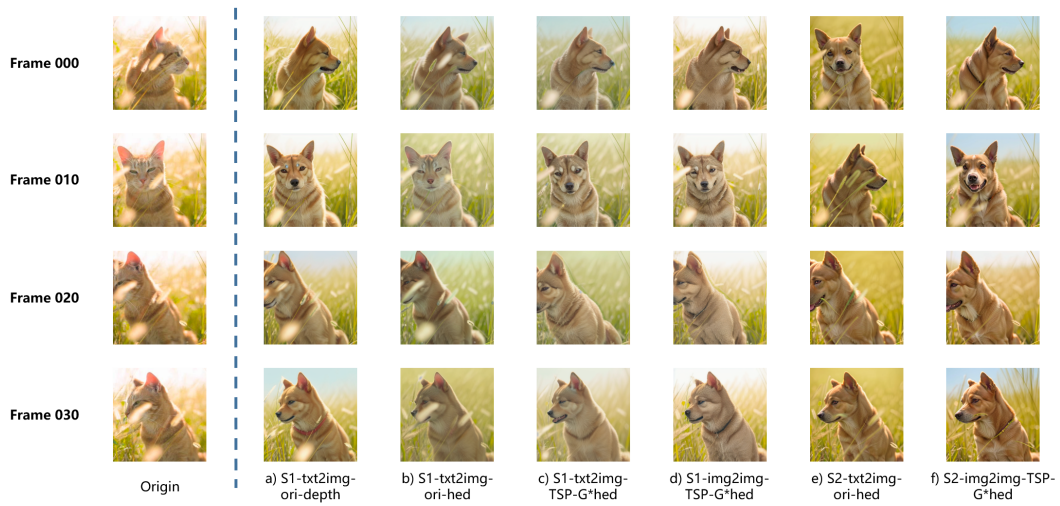 Frame 000
Frame 010
Frame 020
Frame 030
Origin
a) S1-txt2img-
ori-depth
b) S1-txt2img-
ori-hed
c) S1-txt2img-
TSP-G*hed
d) S1-img2img-
TSP-G*hed
e) S2-txt2img-
ori-hed
f) S2-img2img-TSP-
G*hed